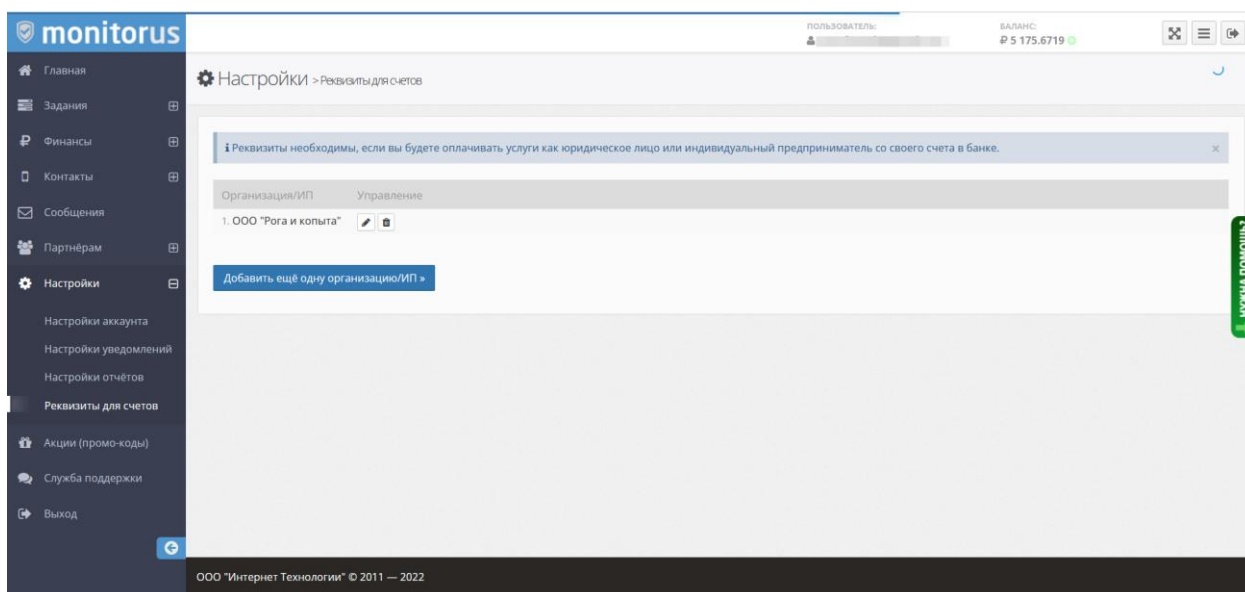 monitorus
ПОЛЬЗОВАТЕЛЬ:
БАЛАНС:
₽ 5 175.6719
Главная
Задания
Финансы
Контакты
Сообщения
Партнёрам
Настройки
Настройки аккаунта
Настройки уведомлений
Настройки отчётов
Реквизиты для счетов
Акции (промо-коды)
Служба поддержки
Выход
Настройки > Реквизиты для счетов
i Реквизиты необходимы, если вы будете оплачивать услуги как юридическое лицо или индивидуальный предприниматель со своего счета в банке. ×
Организация/ИП Управление
1. ООО "Рога и копыта"
Добавить ещё одну организацию/ИП »
НУЖНА ПОМОЩЬ?
ООО "Интернет Технологии" © 2011 — 2022